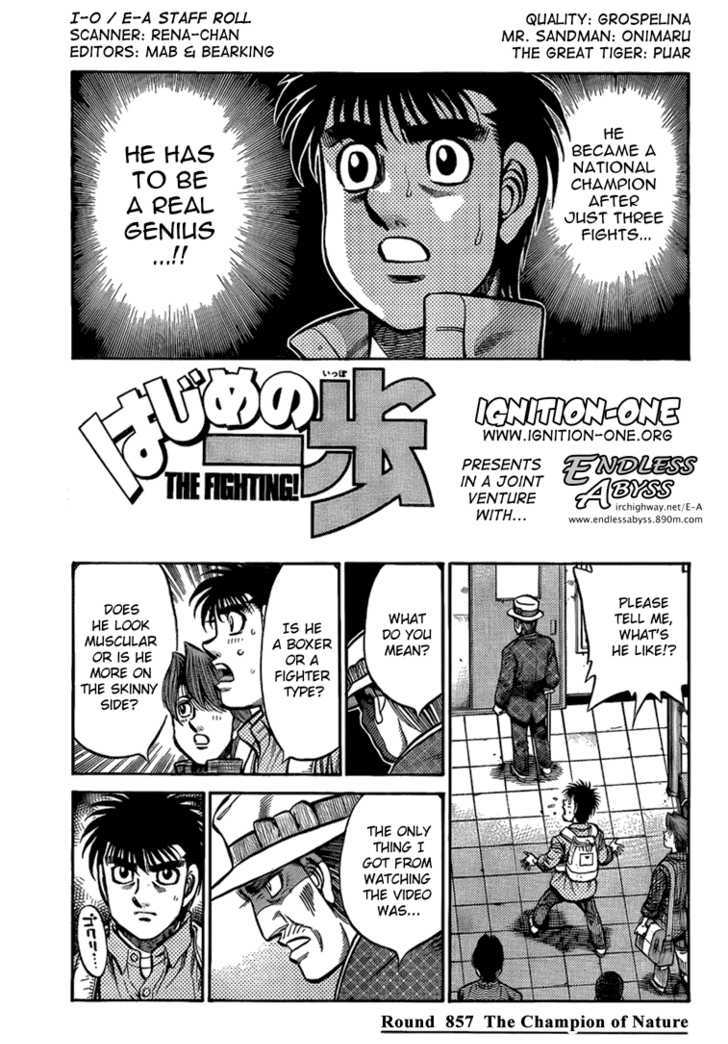 I-O / E-A STAFF ROLL
SCANNER: RENA-CHAN
EDITORS: MAB & BEARKING
QUALITY: GROSPELINA
MR. SANDMAN: ONIMARU
THE GREAT TIGER: PUAR
HE
BECAME A
NATIONAL
CHAMPION
AFTER
JUST THREE
FIGHTS...
HE HAS
TO BE
A REAL
GENIUS
...!!
はじめの一歩
いっぽ
THE FIGHTING!
IGNITION-ONE
WWW.IGNITION-ONE.ORG
PRESENTS
IN A JOINT
VENTURE
WITH...
ENDLESS
ABYSS
irchighway.net/E-A
www.endlessabyss.890m.com
PLEASE
TELL ME,
WHAT'S
HE LIKE!?
WHAT
DO YOU
MEAN?
IS HE
A BOXER
OR A
FIGHTER
TYPE?
DOES
HE LOOK
MUSCULAR
OR IS HE
MORE ON
THE SKINNY
SIDE?
THE ONLY
THING I
GOT FROM
WATCHING
THE VIDEO
WAS...
Round 857 The Champion of Nature